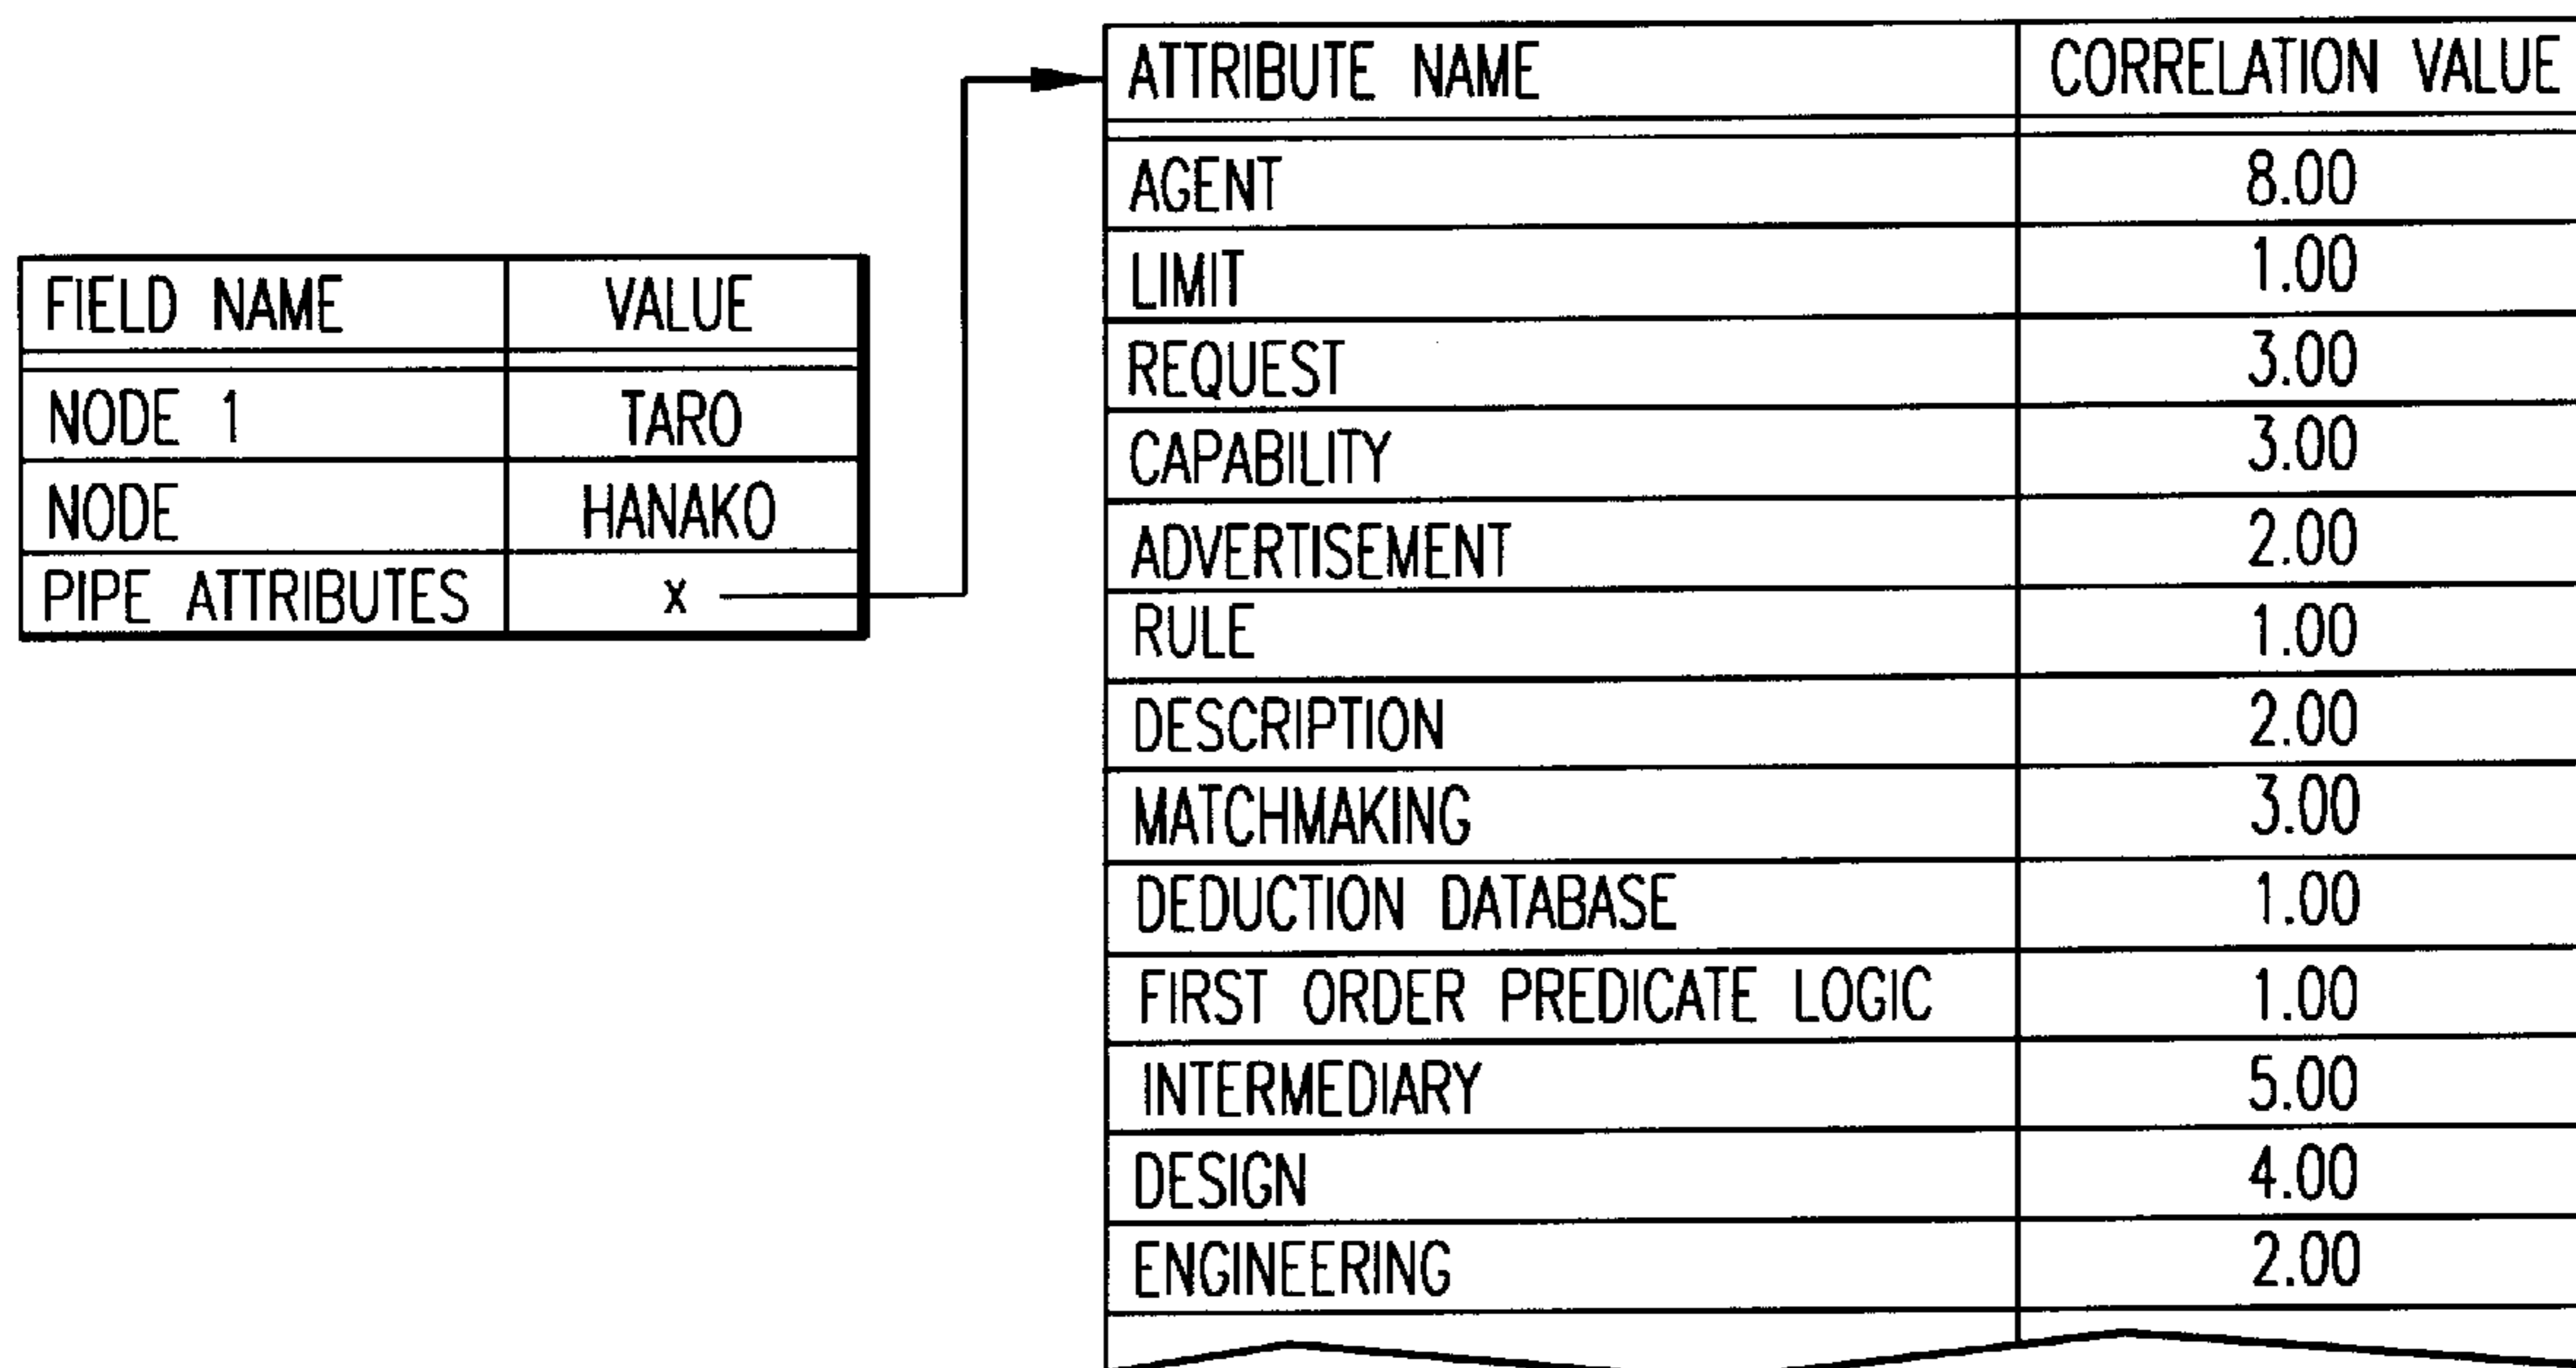 FIELD NAME VALUE
NODE 1 TARO
NODE HANAKO
PIPE ATTRIBUTES x
ATTRIBUTE NAME CORRELATION VALUE
AGENT 8.00
LIMIT 1.00
REQUEST 3.00
CAPABILITY 3.00
ADVERTISEMENT 2.00
RULE 1.00
DESCRIPTION 2.00
MATCHMAKING 3.00
DEDUCTION DATABASE 1.00
FIRST ORDER PREDICATE LOGIC 1.00
INTERMEDIARY 5.00
DESIGN 4.00
ENGINEERING 2.00